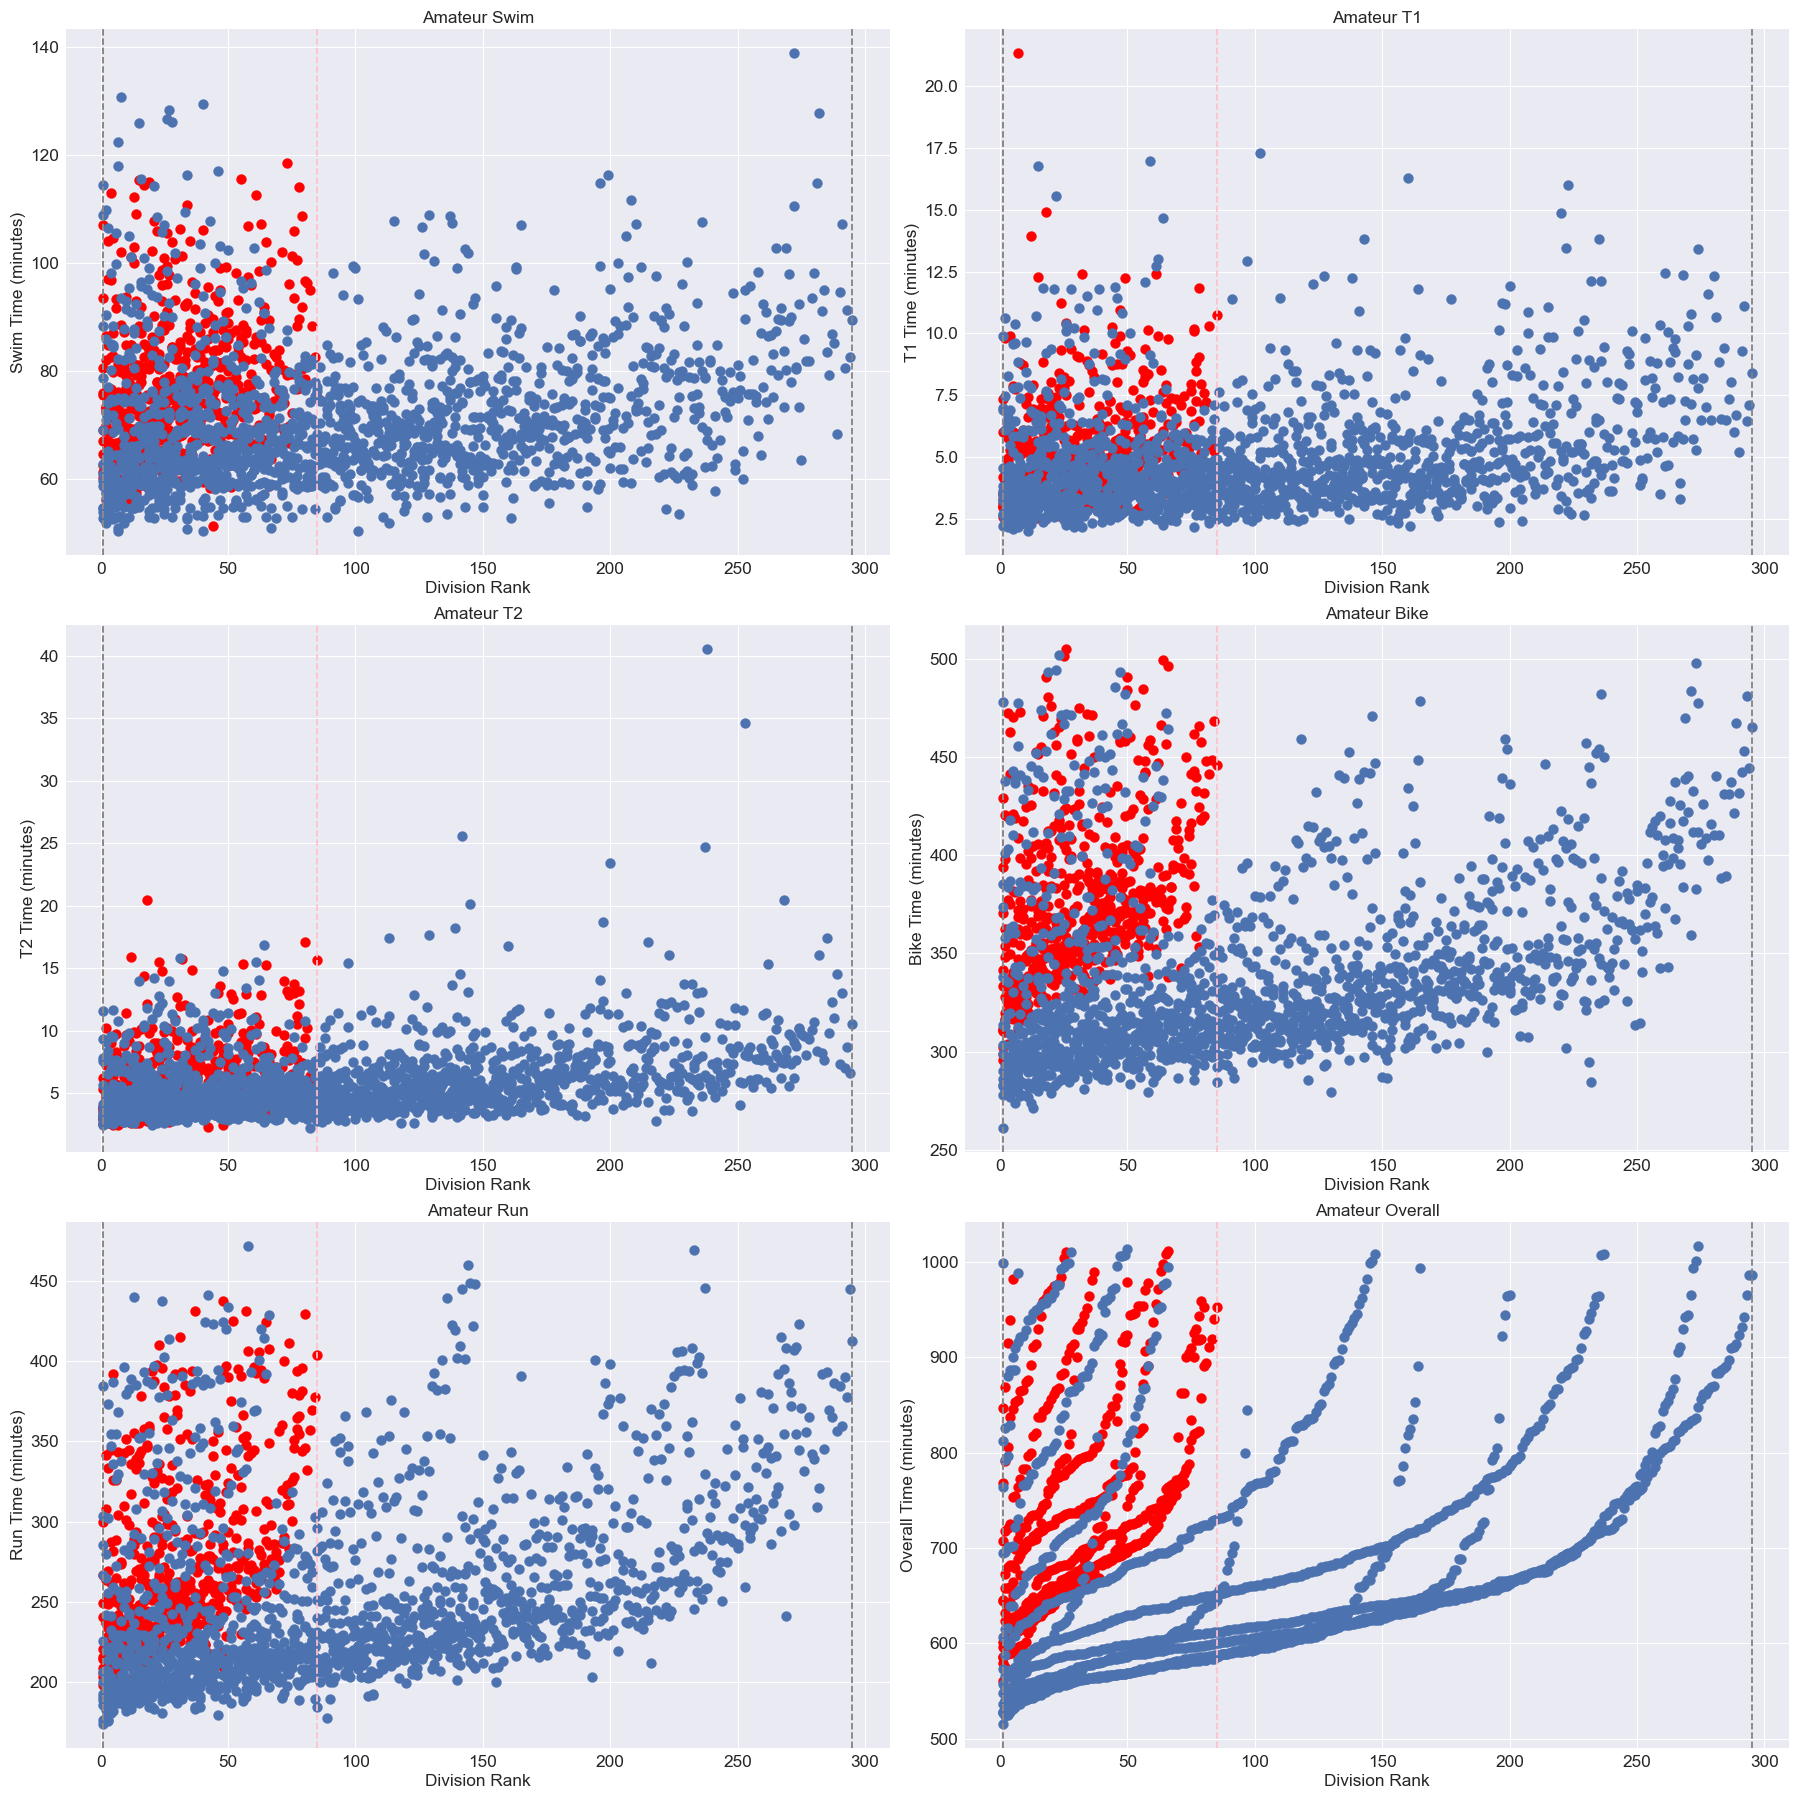 Amateur Swim
Swim Time (minutes)
140
120
100
80
60
0 50 100 150 200 250 300
Division Rank
Amateur T1
T1 Time (minutes)
20.0
17.5
15.0
12.5
10.0
7.5
5.0
2.5
0 50 100 150 200 250 300
Division Rank
Amateur T2
T2 Time (minutes)
40
35
30
25
20
15
10
5
0 50 100 150 200 250 300
Division Rank
Amateur Bike
Bike Time (minutes)
500
450
400
350
300
250
0 50 100 150 200 250 300
Division Rank
Amateur Run
Run Time (minutes)
450
400
350
300
250
200
0 50 100 150 200 250 300
Division Rank
Amateur Overall
Overall Time (minutes)
1000
900
800
700
600
500
0 50 100 150 200 250 300
Division Rank